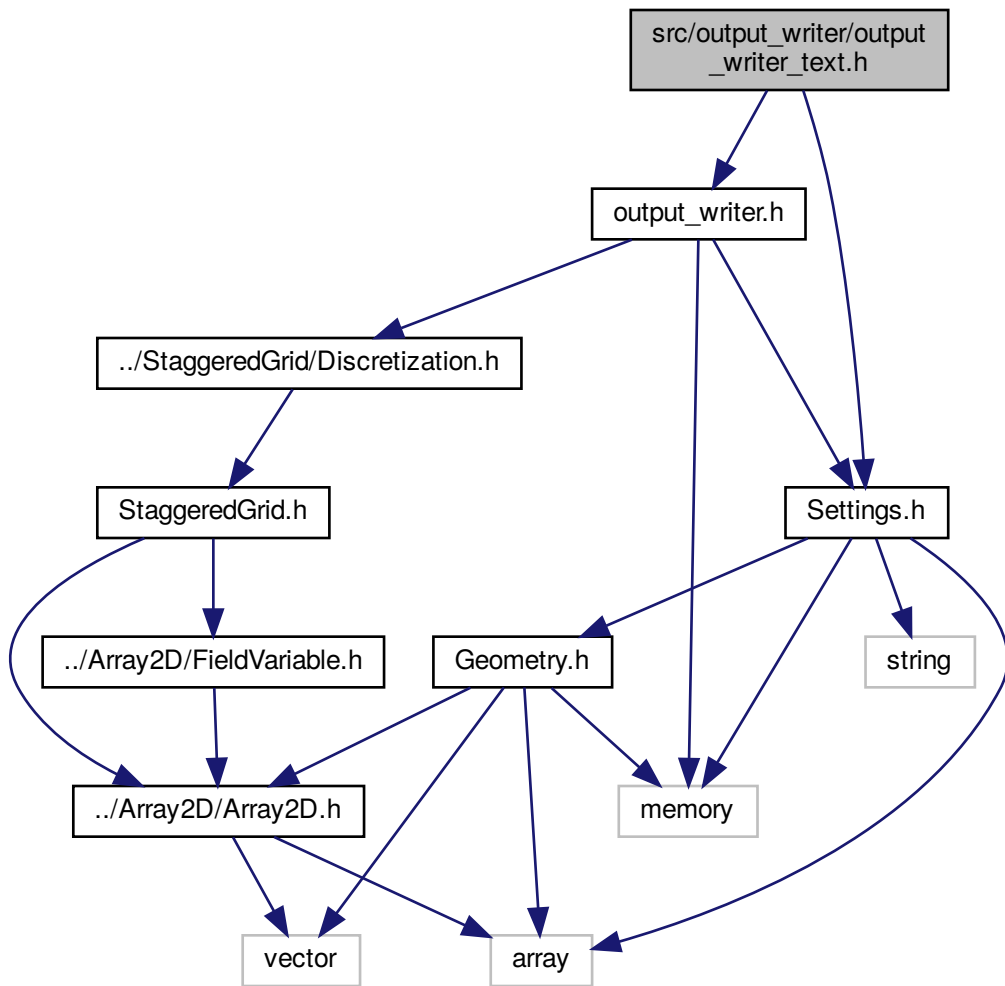 src/output_writer/output
_writer_text.h
output_writer.h
../StaggeredGrid/Discretization.h
StaggeredGrid.h
Settings.h
../Array2D/FieldVariable.h
Geometry.h
string
../Array2D/Array2D.h
memory
vector
array